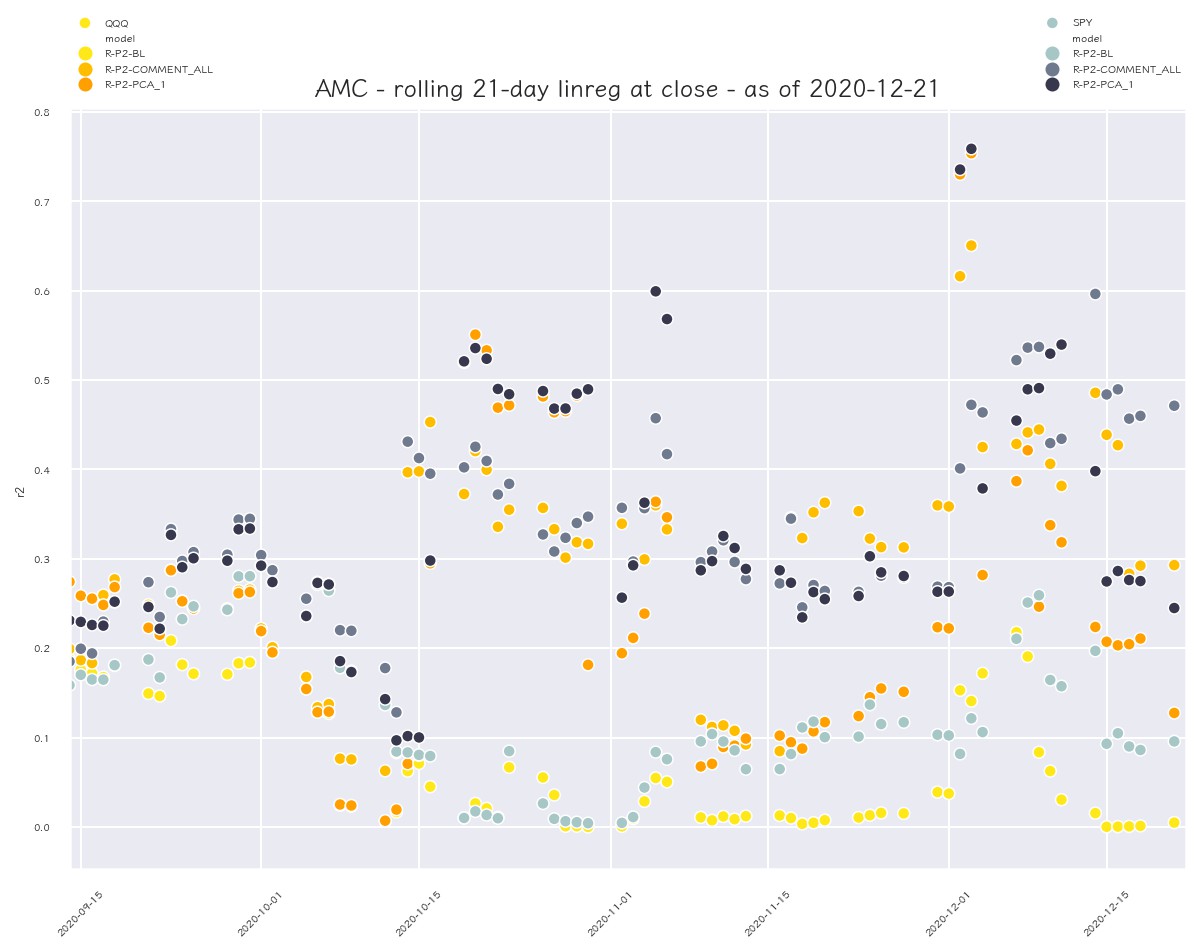 QQQ
model
R-P2-BL
R-P2-COMMENT_ALL
R-P2-PCA_1
SPY
model
R-P2-BL
R-P2-COMMENT_ALL
R-P2-PCA_1
AMC - rolling 21-day linreg at close - as of 2020-12-21
0.8
0.7
0.6
0.5
0.4
0.3
0.2
0.1
0.0
r2
2020-09-15
2020-10-01
2020-10-15
2020-11-01
2020-11-15
2020-12-01
2020-12-15